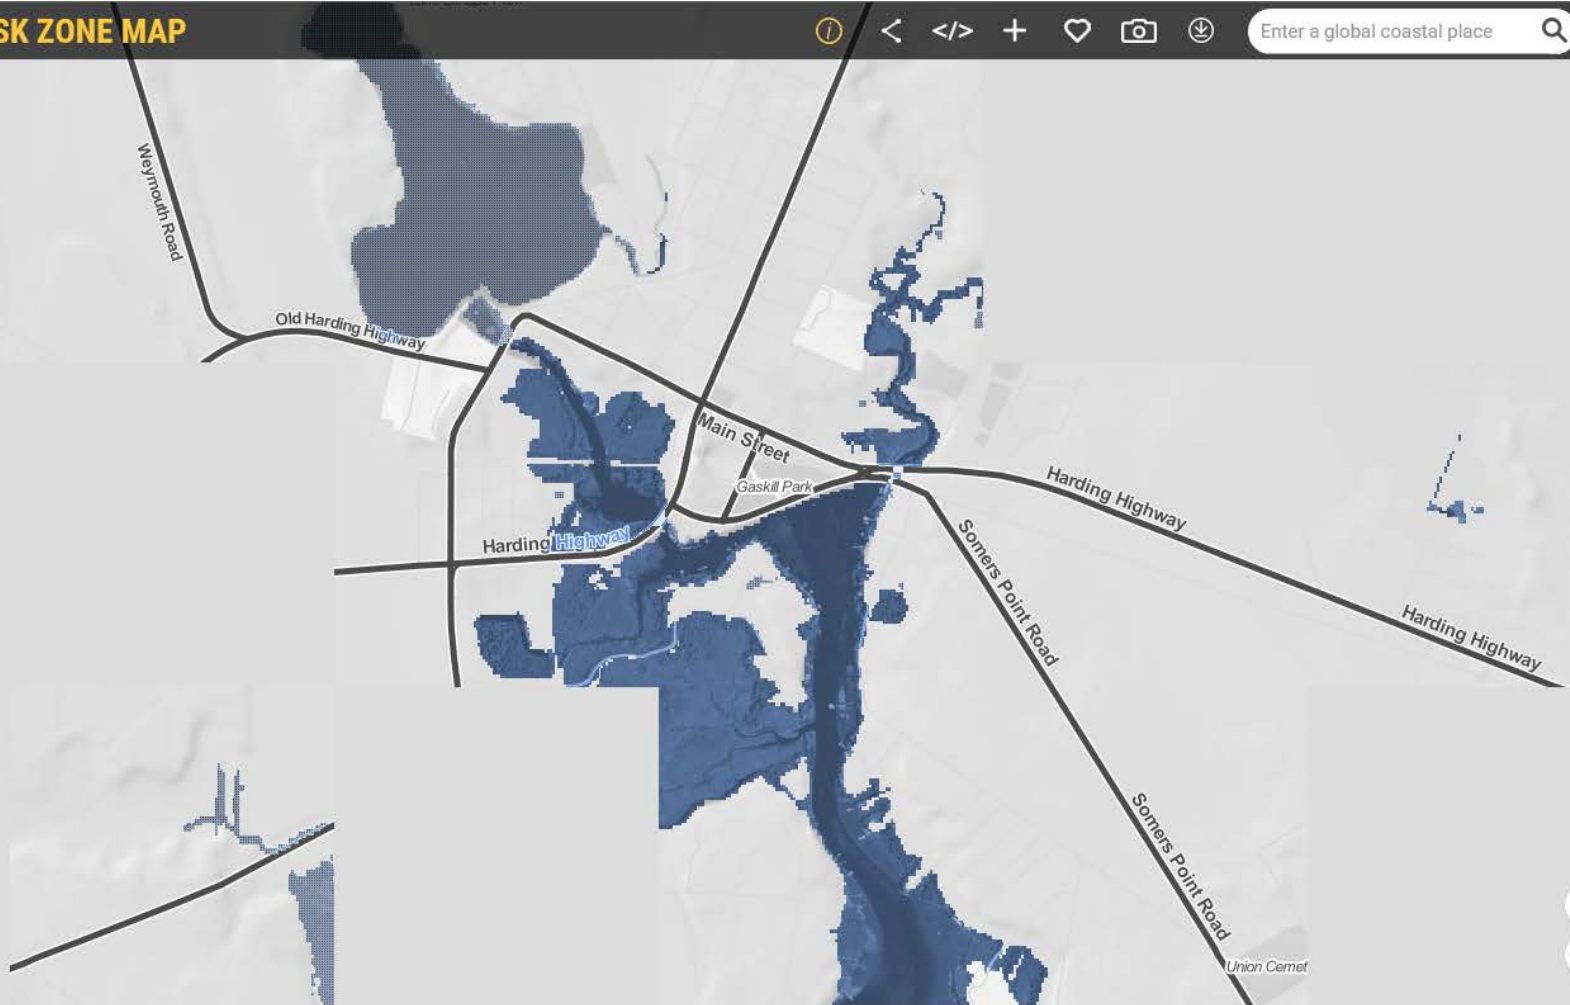 SK ZONE MAP
</>
Enter a global coastal place
Weymouth Road
Old Harding Highway
Main Street
Gaskill Park
Harding Highway
Harding Highway
Somers Point Road
Harding Highway
Somers Point Road
Union Cemet